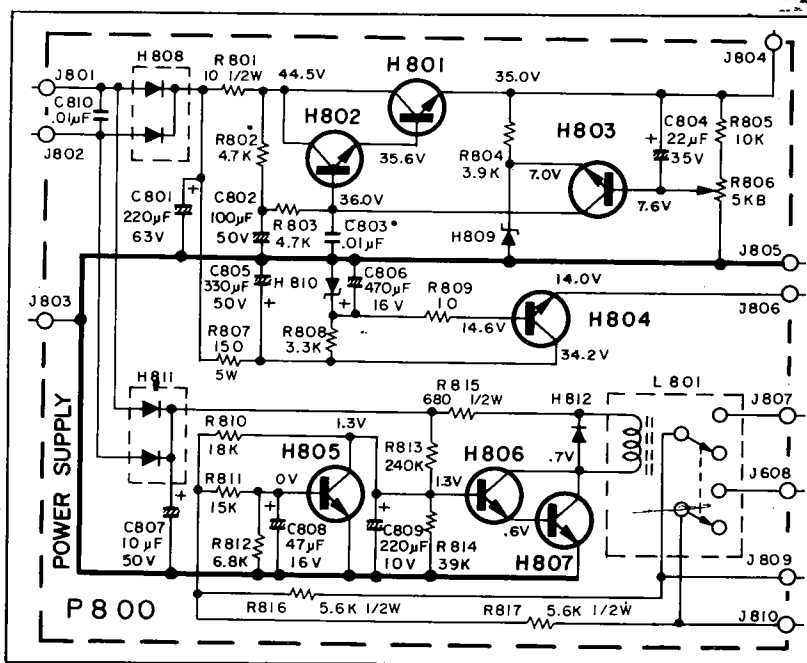 J804
H808
J801
R801
10 1/2W
44.5V
H801
35.0V
C810
.01µF
J802
H802
H803
C804
22µF
35V
R805
10K
R802
4.7K
35.6V
R804
3.9K
7.0V
R806
5KB
C801
220µF
63V
C802
100µF
50V
36.0V
R803
4.7K
C803
.01µF
7.6V
H809
J805
C805
330µF
50V
H810
C806
470µF
16V
R809
10
14.0V
J806
J803
14.6V
H804
R807
150
5W
R808
3.3K
34.2V
H811
R815
680 1/2W
H812
L801
J807
R810
18K
1.3V
H805
R813
240K
H806
.7V
R811
15K
0V
1.3V
J608
POWER SUPPLY
C807
10µF
50V
R812
6.8K
C808
47µF
16V
C809
220µF
10V
R814
39K
.6V
H807
J809
P800
R816
5.6K 1/2W
R817
5.6K 1/2W
J810